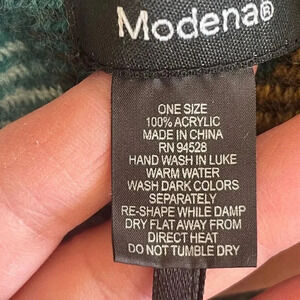 Modena®
ONE SIZE
100% ACRYLIC
MADE IN CHINA
RN 94528
HAND WASH IN LUKE
WARM WATER
WASH DARK COLORS
SEPARATELY
RE-SHAPE WHILE DAMP
DRY FLAT AWAY FROM
DIRECT HEAT
DO NOT TUMBLE DRY